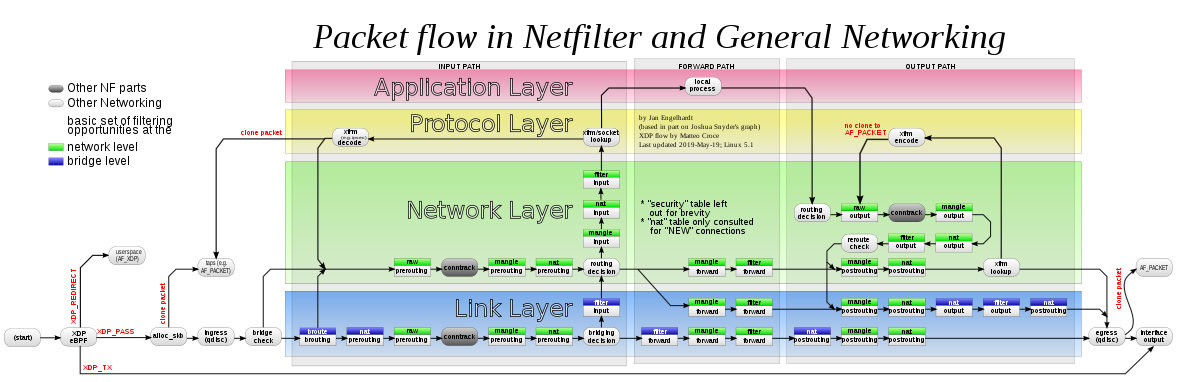 Packet flow in Netfilter and General Networking
INPUT PATH
FORWARD PATH
OUTPUT PATH
Other NF parts
Other Networking
basic set of filtering
opportunities at the
network level
bridge level
Application Layer
local
process
Protocol Layer
clone packet
xfrm
(e.g. ipsec)
decode
xfrm/socket
lookup
by Jan Engelhardt
(based in part on Joshua Snyder's graph)
XDP flow by Matteo Croce
Last updated 2019-May-19; Linux 5.1
no clone to
AF_PACKET
xfrm
encode
Network Layer
filter
input
nat
input
mangle
input
* "security" table left
out for brevity
* "nat" table only consulted
for "NEW" connections
routing
decision
raw
output
conntrack
mangle
output
reroute
check
filter
output
nat
output
userspace
(AF_XDP)
taps (e.g.
AF_PACKET)
raw
prerouting
conntrack
mangle
prerouting
nat
prerouting
routing
decision
mangle
forward
filter
forward
mangle
postrouting
nat
postrouting
xfrm
lookup
AF_PACKET
XDP_REDIRECT
clone packet
clone packet
Link Layer
filter
input
mangle
forward
filter
forward
mangle
postrouting
nat
postrouting
nat
output
filter
output
nat
postrouting
(start)
XDP
eBPF
XDP_PASS
alloc_skb
ingress
(qdisc)
bridge
check
broute
brouting
nat
prerouting
raw
prerouting
conntrack
mangle
prerouting
nat
prerouting
bridging
decision
filter
forward
mangle
forward
filter
forward
nat
postrouting
mangle
postrouting
nat
postrouting
egress
(qdisc)
interface
output
XDP_TX